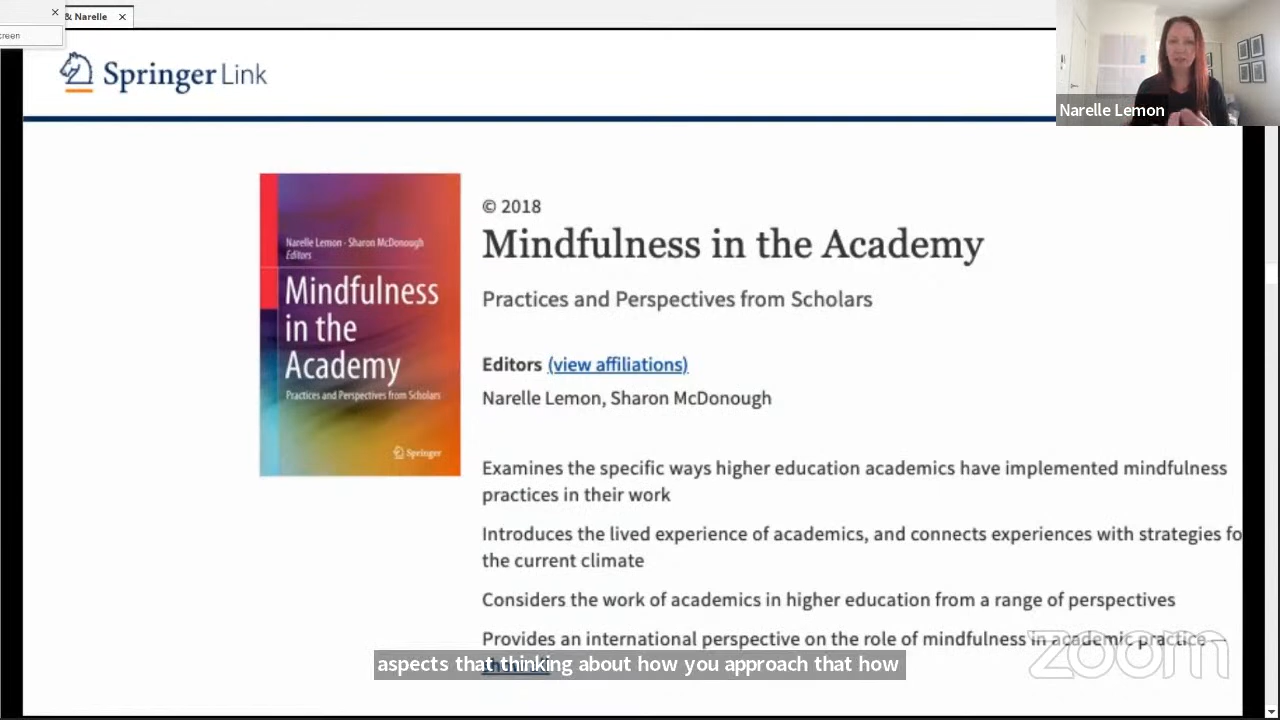 & Narelle
creen
Springer Link
Narelle Lemon
Narelle Lemon · Sharon McDonough
Editors
Mindfulness
in the
Academy
Practices and Perspectives from Scholars
Springer
© 2018
Mindfulness in the Academy
Practices and Perspectives from Scholars
Editors (view affiliations)
Narelle Lemon, Sharon McDonough
Examines the specific ways higher education academics have implemented mindfulness
practices in their work
Introduces the lived experience of academics, and connects experiences with strategies fo
the current climate
Considers the work of academics in higher education from a range of perspectives
Provides an international perspective on the role of mindfulness in academic practice —
aspects that thinking about how you approach that how
zoom